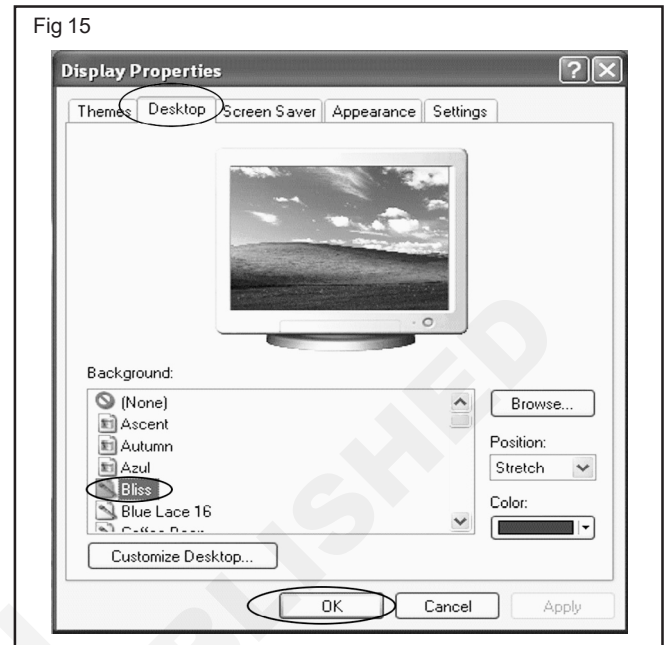 Fig 15
Display Properties
Themes Desktop Screen Saver Appearance Settings
Background:
(None)
Ascent
Autumn
Azul
Bliss
Blue Lace 16
Browse...
Position:
Stretch
Color:
Customize Desktop...
OK Cancel Apply